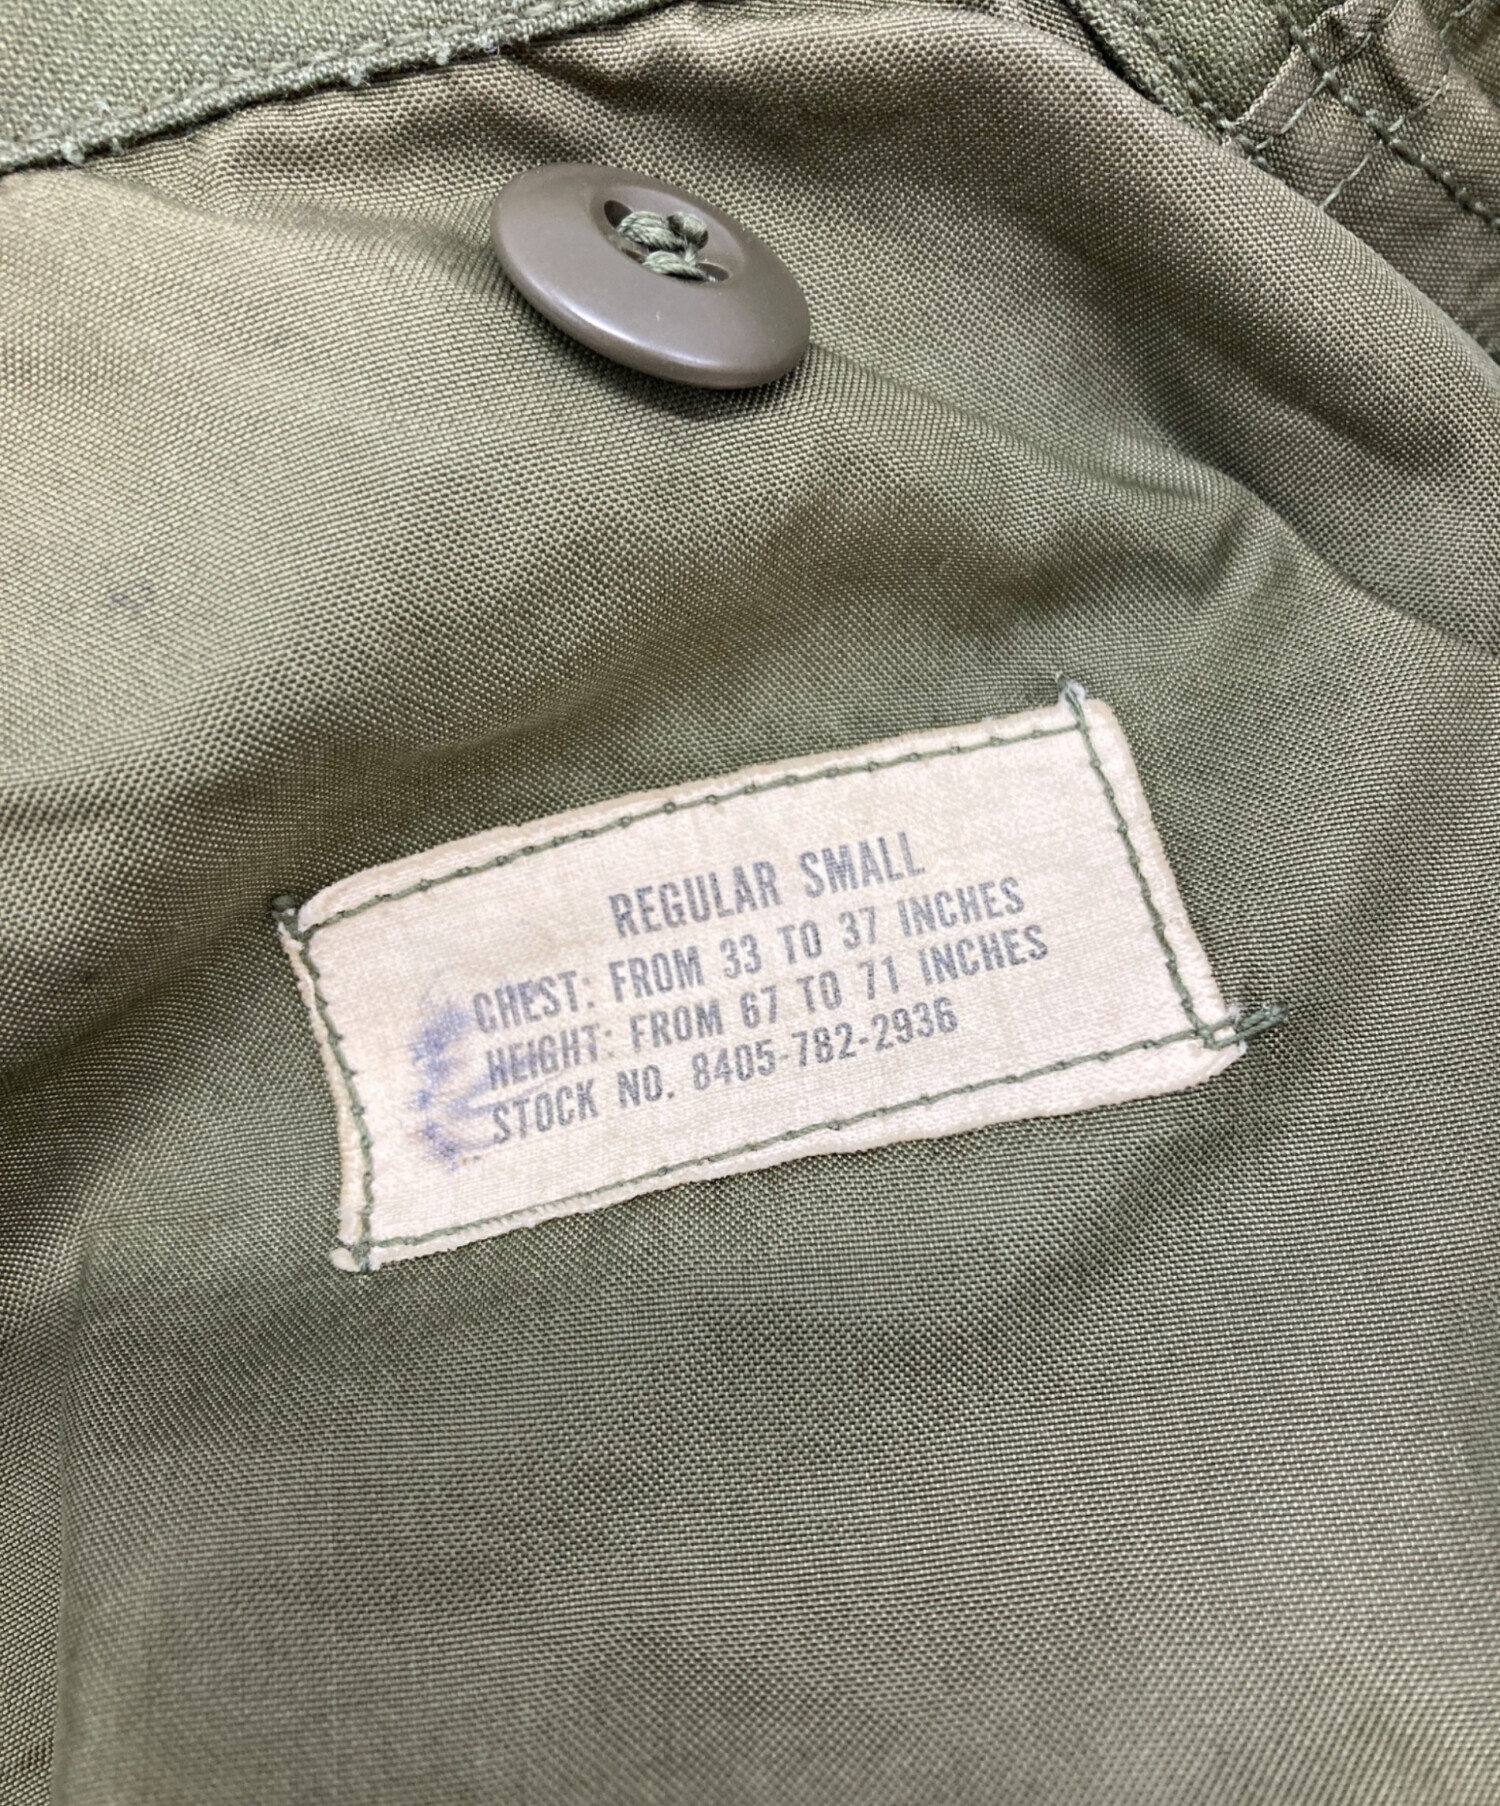 REGULAR SMALL
CHEST: FROM 33 TO 37 INCHES
HEIGHT: FROM 67 TO 71 INCHES
STOCK NO. 8405-782-2936